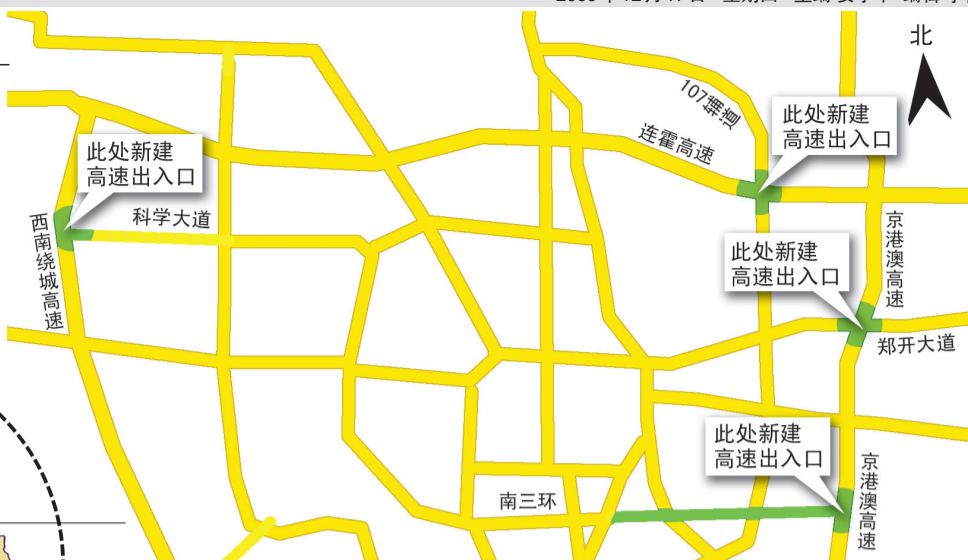 北
107辅道
连霍高速
此处新建
高速出入口
此处新建
高速出入口
科学大道
西南绕城高速
京港澳高速
此处新建
高速出入口
郑开大道
此处新建
高速出入口
南三环
京港澳高速